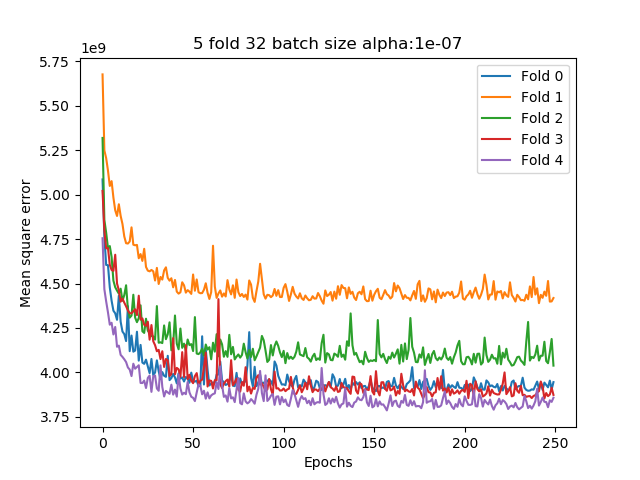 5 fold 32 batch size alpha:1e-07
1e9
5.75
5.50
5.25
5.00
4.75
4.50
4.25
4.00
3.75
Mean square error
0
50
100
150
200
250
Epochs
Fold 0
Fold 1
Fold 2
Fold 3
Fold 4